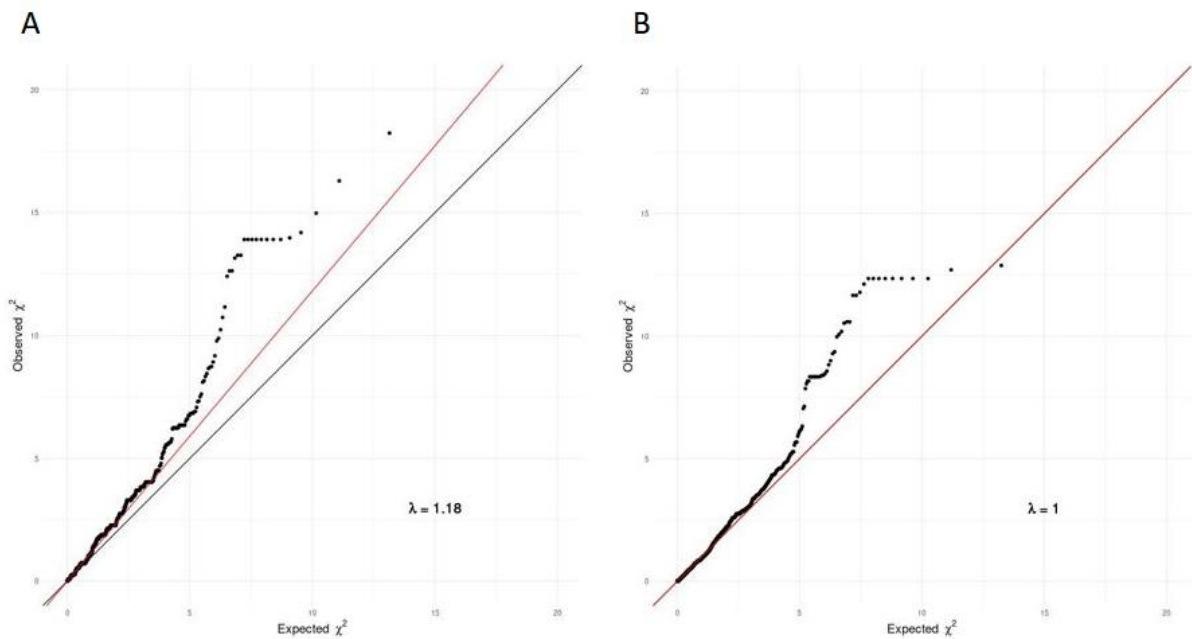 A
B
20
15
10
5
0
Observed χ²
λ = 1.18
0 5 10 15 20
Expected χ²
20
15
10
5
0
Observed χ²
λ = 1
0 5 10 15 20
Expected χ²